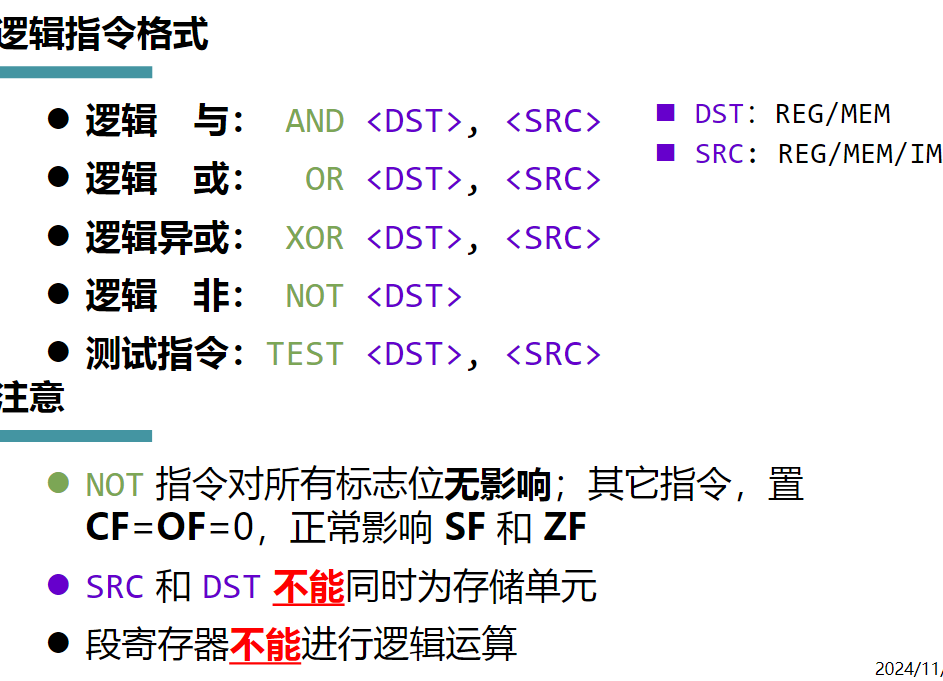 逻辑指令格式
逻辑 与： AND <DST>, <SRC>
逻辑 或： OR <DST>, <SRC>
逻辑异或： XOR <DST>, <SRC>
逻辑 非： NOT <DST>
测试指令：TEST <DST>, <SRC>
DST：REG/MEM
SRC: REG/MEM/IM
注意
NOT 指令对所有标志位无影响；其它指令，置
CF=OF=0，正常影响 SF 和 ZF
SRC 和 DST 不能同时为存储单元
段寄存器不能进行逻辑运算
2024/11/